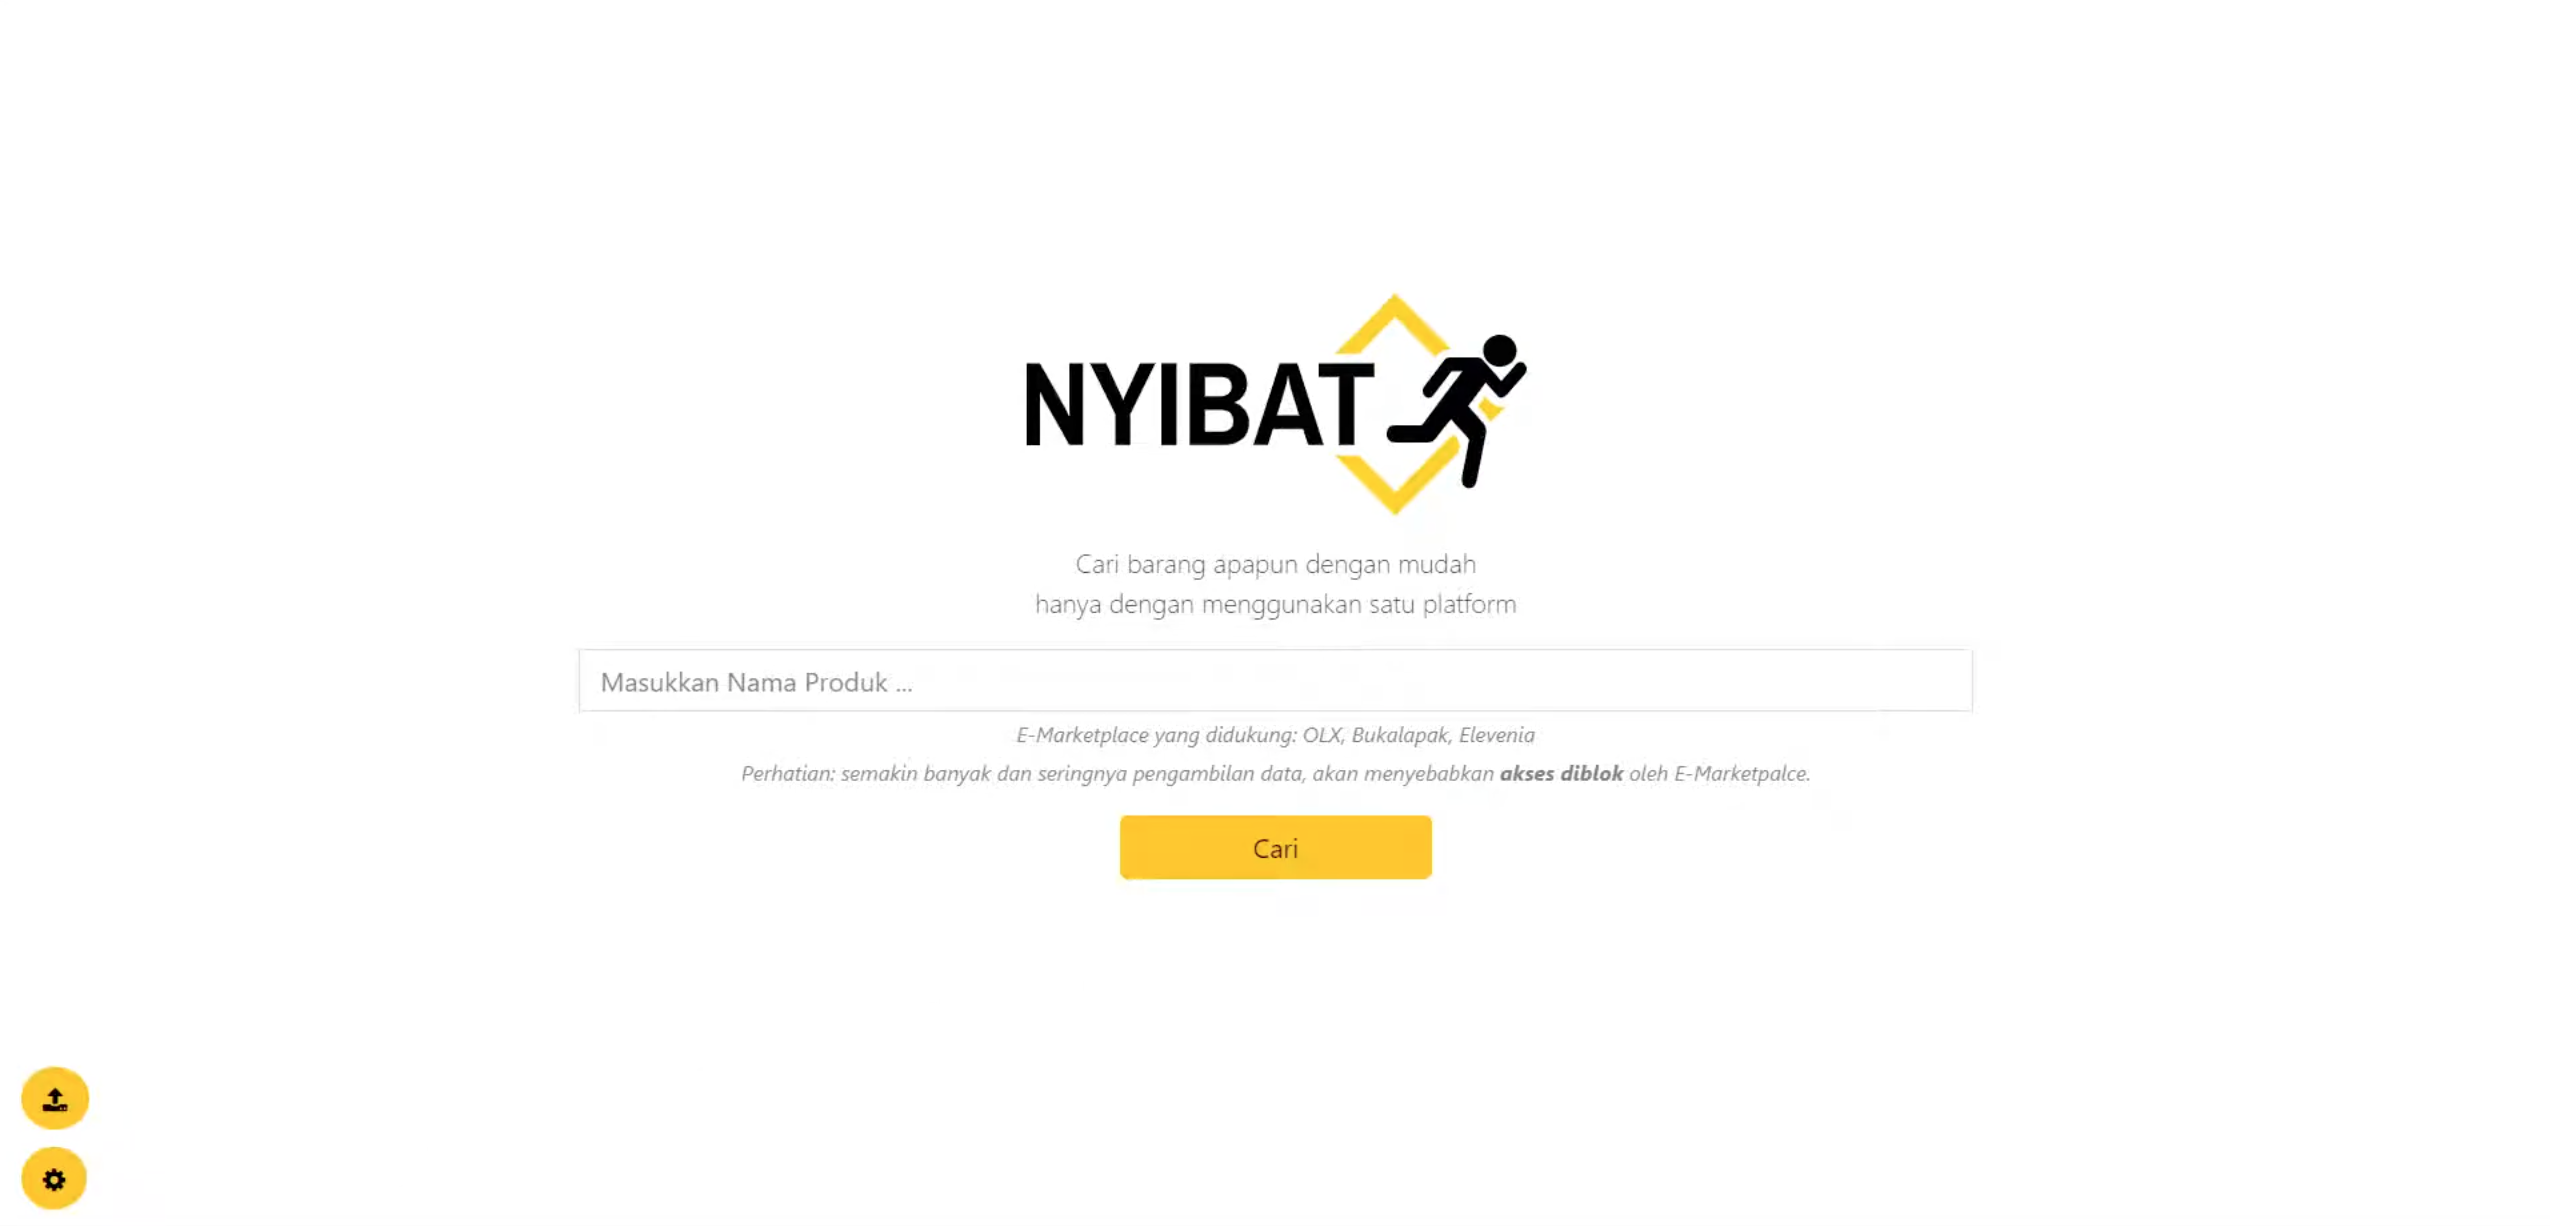 NYIBAT
Cari barang apapun dengan mudah
hanya dengan menggunakan satu platform
Masukkan Nama Produk ...
E-Marketplace yang didukung: OLX, Bukalapak, Elevenia
Perhatian: semakin banyak dan seringnya pengambilan data, akan menyebabkan akses diblok oleh E-Marketpalce.
Cari